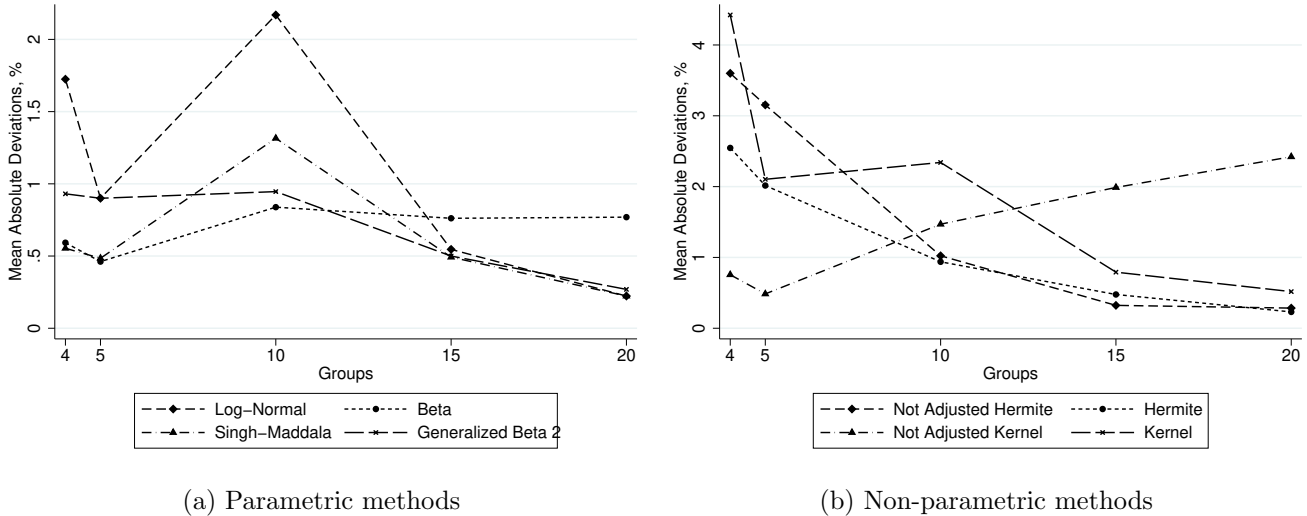 Mean Absolute Deviations, %
2
1.5
1
.5
0
4 5 10 15 20
Groups
Log-Normal Beta
Singh-Maddala Generalized Beta 2
(a) Parametric methods
Mean Absolute Deviations, %
4
3
2
1
0
4 5 10 15 20
Groups
Not Adjusted Hermite Hermite
Not Adjusted Kernel Kernel
(b) Non-parametric methods